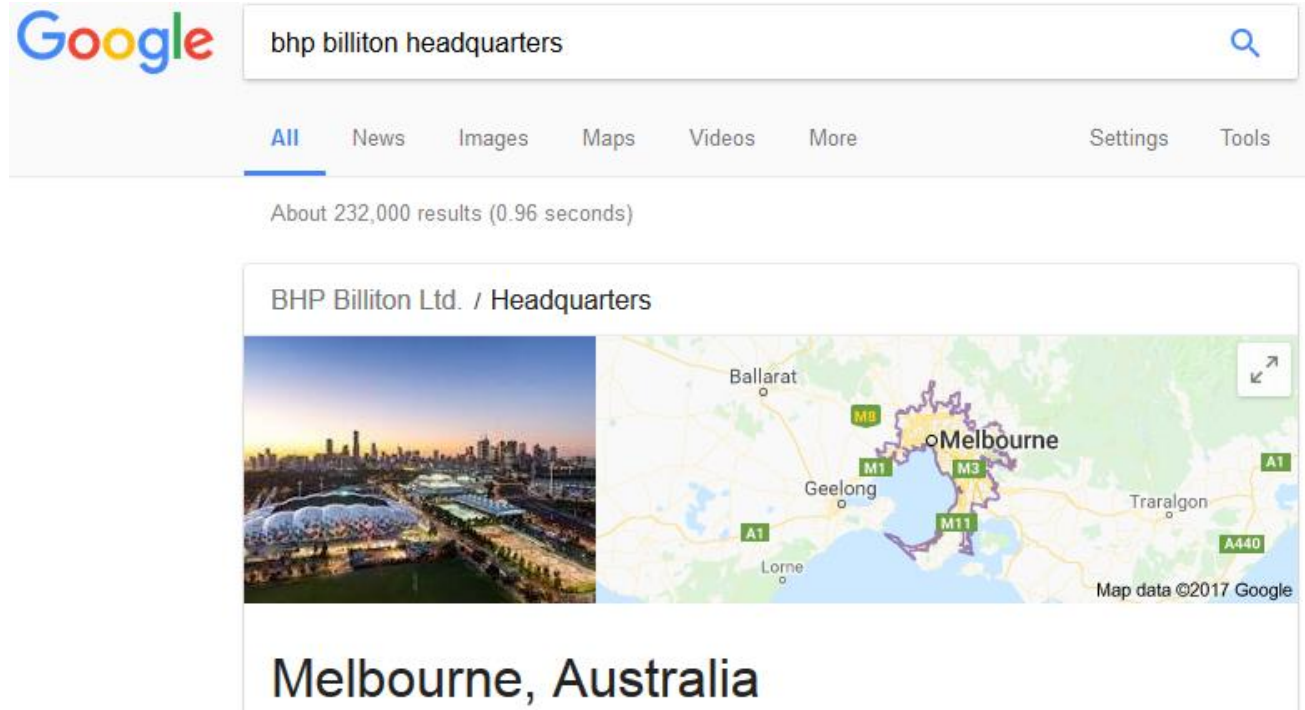 Google
bhp billiton headquarters
All News Images Maps Videos More Settings Tools
About 232,000 results (0.96 seconds)
BHP Billiton Ltd. / Headquarters
Ballarat
M8
Melbourne
M1 M3 A1
Geelong
Traralgon
M11
A1
A440
Lorne
Map data ©2017 Google
Melbourne, Australia